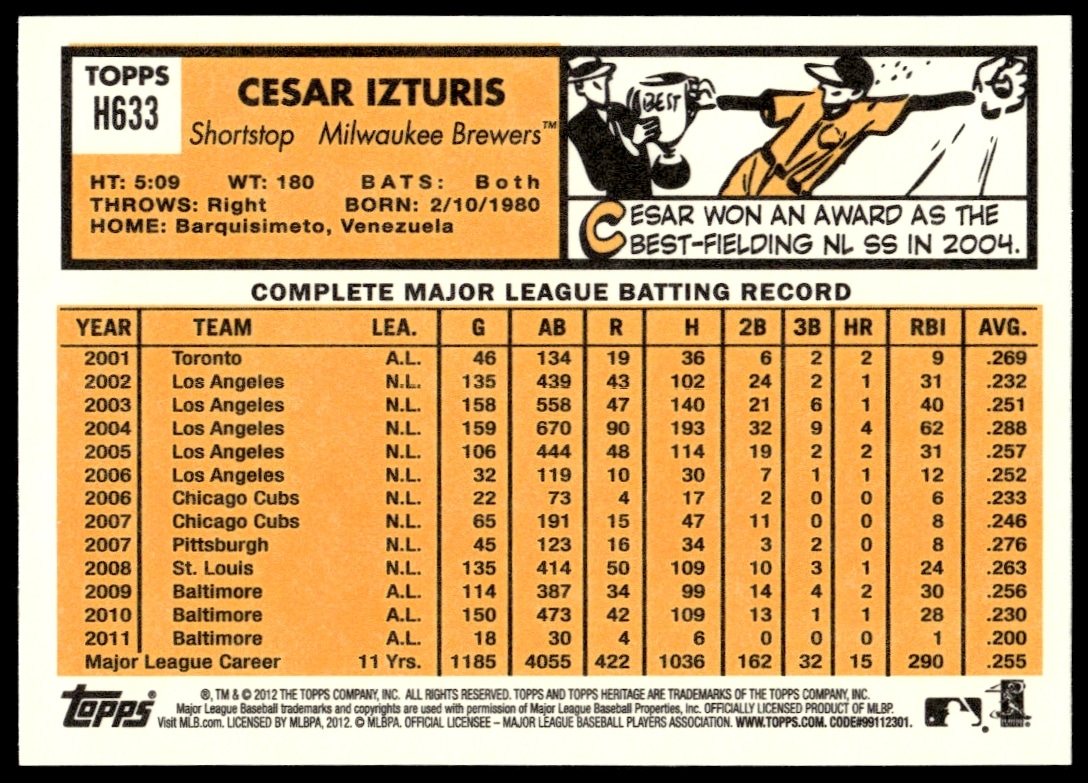 TOPPS
H633
CESAR IZTURIS
Shortstop Milwaukee Brewers™
HT: 5:09 WT: 180 BATS: Both
THROWS: Right BORN: 2/10/1980
HOME: Barquisimeto, Venezuela
BEST
C
CESAR WON AN AWARD AS THE
BEST-FIELDING NL SS IN 2004.
COMPLETE MAJOR LEAGUE BATTING RECORD
YEAR TEAM LEA. G AB R H 2B 3B HR RBI AVG.
2001 Toronto A.L. 46 134 19 36 6 2 2 9 .269
2002 Los Angeles N.L. 135 439 43 102 24 2 1 31 .232
2003 Los Angeles N.L. 158 558 47 140 21 6 1 40 .251
2004 Los Angeles N.L. 159 670 90 193 32 9 4 62 .288
2005 Los Angeles N.L. 106 444 48 114 19 2 2 31 .257
2006 Los Angeles N.L. 32 119 10 30 7 1 1 12 .252
2006 Chicago Cubs N.L. 22 73 4 17 2 0 0 6 .233
2007 Chicago Cubs N.L. 65 191 15 47 11 0 0 8 .246
2007 Pittsburgh N.L. 45 123 16 34 3 2 0 8 .276
2008 St. Louis N.L. 135 414 50 109 10 3 1 24 .263
2009 Baltimore A.L. 114 387 34 99 14 4 2 30 .256
2010 Baltimore A.L. 150 473 42 109 13 1 1 28 .230
2011 Baltimore A.L. 18 30 4 6 0 0 0 1 .200
Major League Career 11 Yrs. 1185 4055 422 1036 162 32 15 290 .255
topps®
®, TM & © 2012 THE TOPPS COMPANY, INC. ALL RIGHTS RESERVED. TOPPS AND TOPPS HERITAGE ARE TRADEMARKS OF THE TOPPS COMPANY, INC.
Major League Baseball trademarks and copyrights are used with permission of Major League Baseball Properties, Inc. OFFICIALLY LICENSED PRODUCT OF MLBP.
Visit MLB.com. LICENSED BY MLBPA, 2012. © MLBPA. OFFICIAL LICENSEE – MAJOR LEAGUE BASEBALL PLAYERS ASSOCIATION. WWW.TOPPS.COM. CODE#99112301.